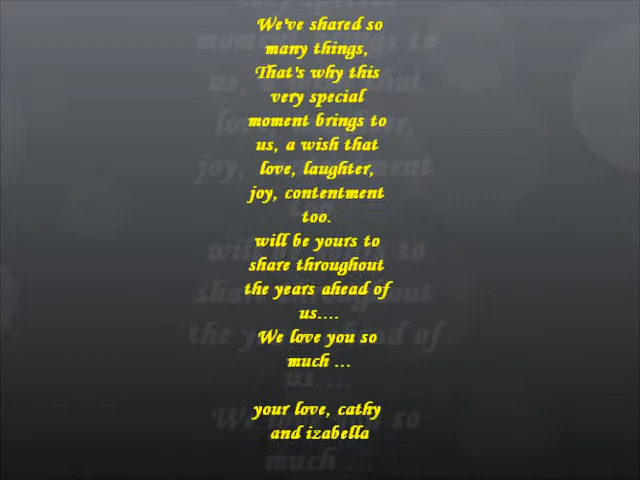 We've shared so
many things,
That's why this
very special
moment brings to
us, a wish that
love, laughter,
joy, contentment
too.
will be yours to
share throughout
the years ahead of
us....
We love you so
much ...
your love, cathy
and izabella